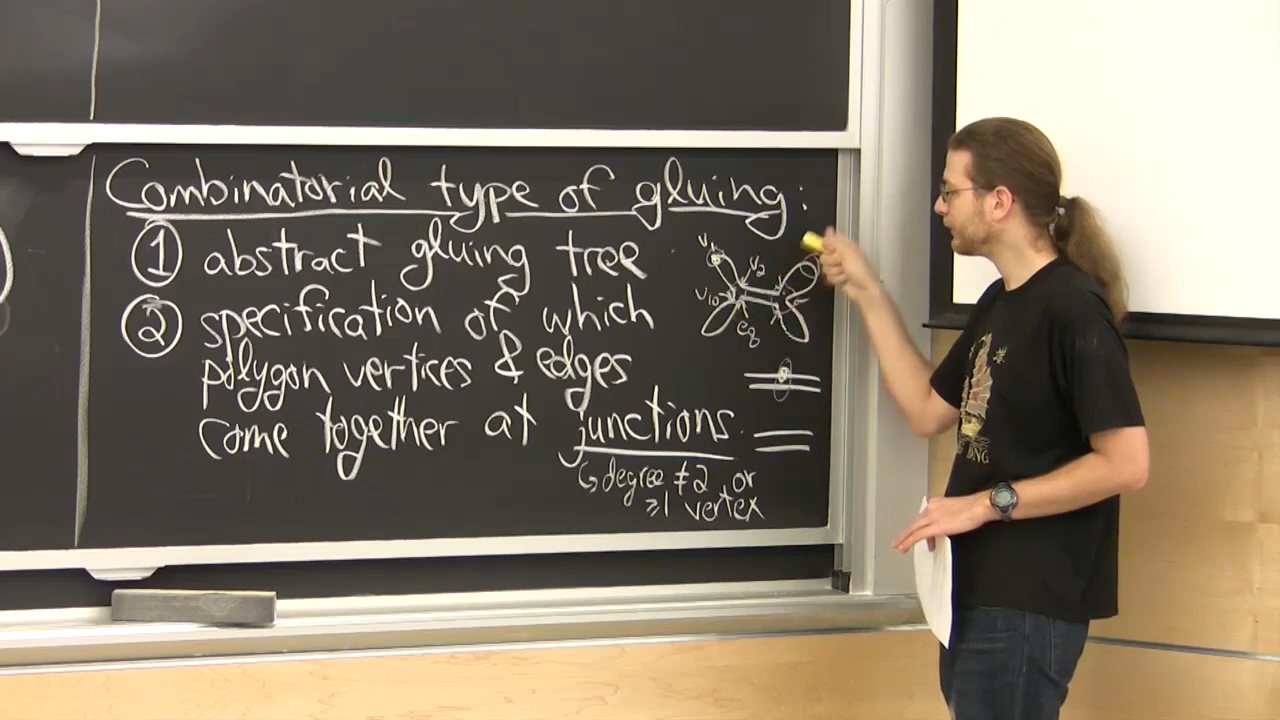 Combinatorial type of gluing:
① abstract gluing tree
② specification of which
polygon vertices & edges
come together at junctions
↳ degree ≠ 2 or
≥1 vertex
v₁
v₂
v₁₀
e₈